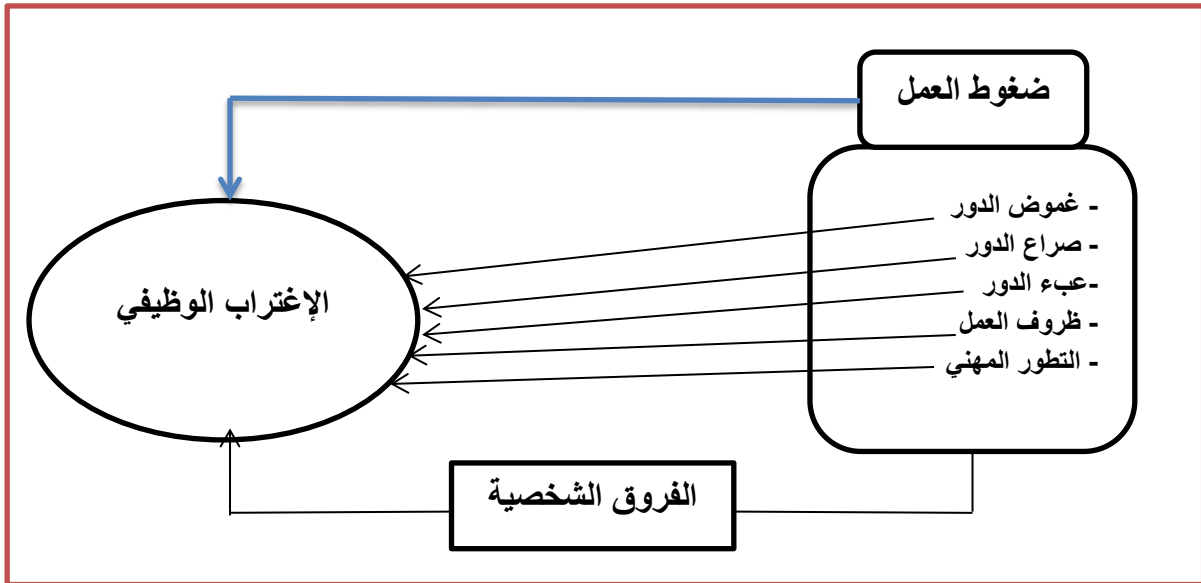 ضغوط العمل
- غموض الدور
- صراع الدور
-عبء الدور
- ظروف العمل
- التطور المهني
الإغتراب الوظيفي
الفروق الشخصية